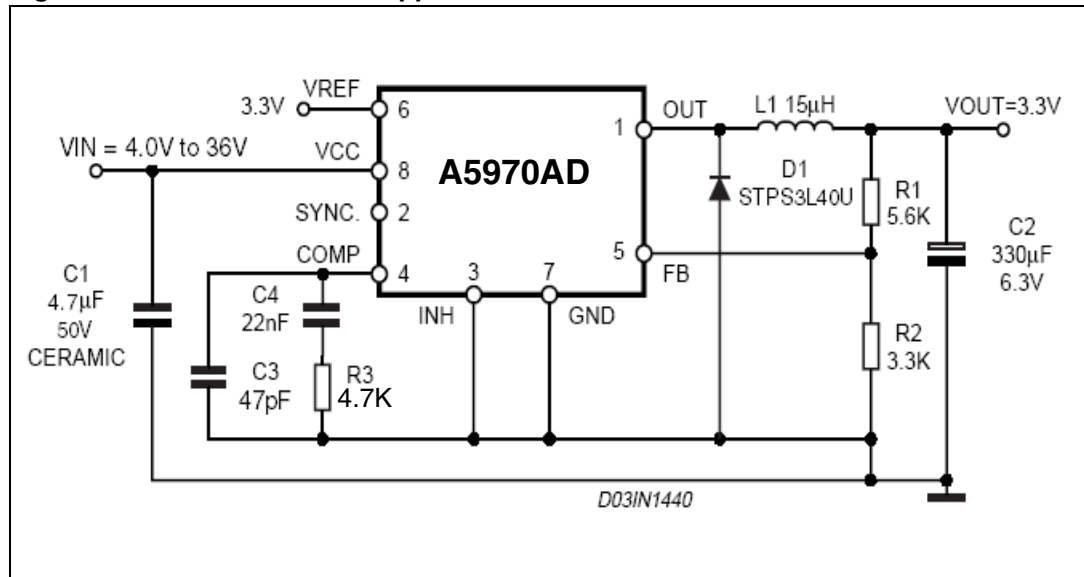 VREF
3.3V
6
VIN = 4.0V to 36V
VCC
8
SYNC.
2
COMP
4
A5970AD
1
OUT
L1 15µH
VOUT=3.3V
D1
STPS3L40U
R1
5.6K
C2
330µF
6.3V
5
FB
3
INH
7
GND
C1
4.7µF
50V
CERAMIC
C4
22nF
C3
47pF
R3
4.7K
R2
3.3K
D03IN1440